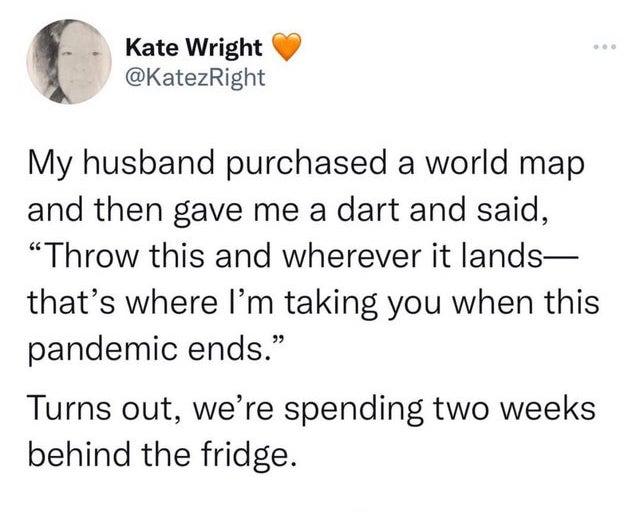 Kate Wright 🧡
@KatezRight
My husband purchased a world map
and then gave me a dart and said,
“Throw this and wherever it lands—
that’s where I’m taking you when this
pandemic ends.”
Turns out, we’re spending two weeks
behind the fridge.